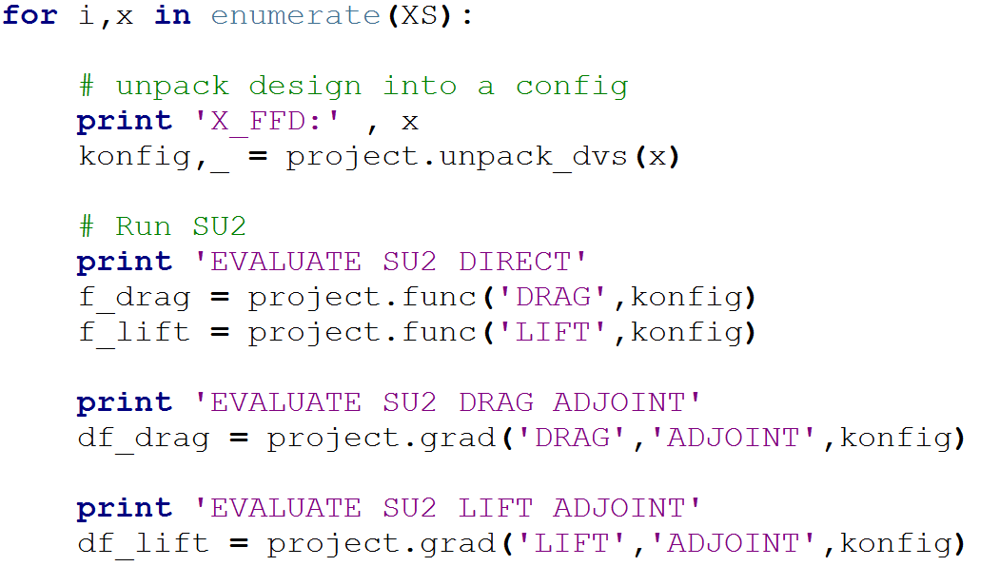 for i,x in enumerate(XS):
    # unpack design into a config
    print 'X_FFD:' , x
    konfig,_ = project.unpack_dvs(x)
    # Run SU2
    print 'EVALUATE SU2 DIRECT'
    f_drag = project.func('DRAG',konfig)
    f_lift = project.func('LIFT',konfig)
    print 'EVALUATE SU2 DRAG ADJOINT'
    df_drag = project.grad('DRAG','ADJOINT',konfig)
    print 'EVALUATE SU2 LIFT ADJOINT'
    df_lift = project.grad('LIFT','ADJOINT',konfig)